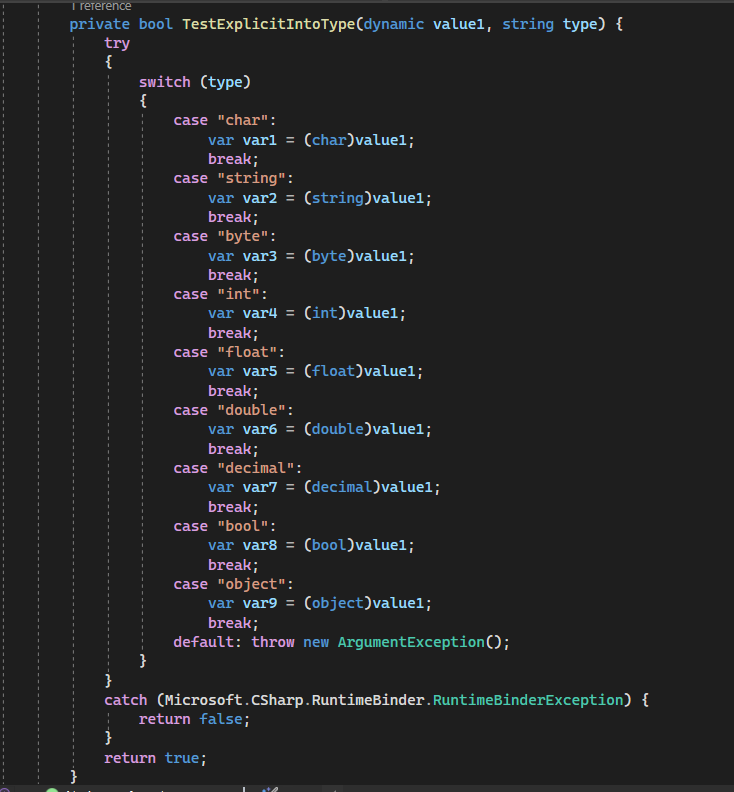 1 reference
private bool TestExplicitIntoType(dynamic value1, string type) {
try
{
switch (type)
{
case "char":
var var1 = (char)value1;
break;
case "string":
var var2 = (string)value1;
break;
case "byte":
var var3 = (byte)value1;
break;
case "int":
var var4 = (int)value1;
break;
case "float":
var var5 = (float)value1;
break;
case "double":
var var6 = (double)value1;
break;
case "decimal":
var var7 = (decimal)value1;
break;
case "bool":
var var8 = (bool)value1;
break;
case "object":
var var9 = (object)value1;
break;
default: throw new ArgumentException();
}
}
catch (Microsoft.CSharp.RuntimeBinder.RuntimeBinderException) {
return false;
}
return true;
}